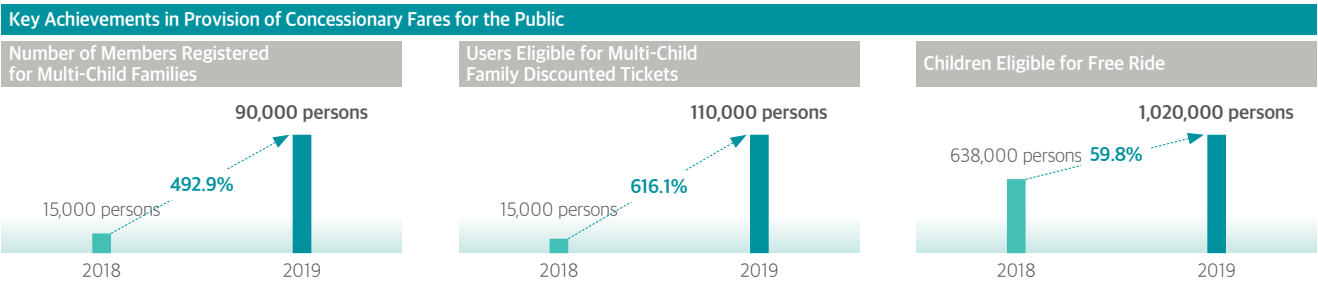 Key Achievements in Provision of Concessionary Fares for the Public
Number of Members Registered
for Multi-Child Families
90,000 persons
492.9%
15,000 persons
2018
2019
Users Eligible for Multi-Child
Family Discounted Tickets
110,000 persons
616.1%
15,000 persons
2018
2019
Children Eligible for Free Ride
1,020,000 persons
638,000 persons
59.8%
2018
2019